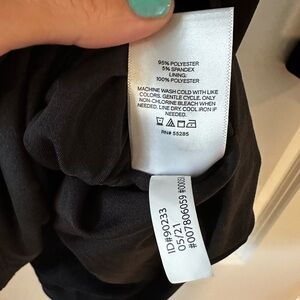 95% POLYESTER
5% SPANDEX
LINING:
100% POLYESTER
MACHINE WASH COLD WITH LIKE
COLORS. GENTLE CYCLE. ONLY
NON-CHLORINE BLEACH WHEN
NEEDED. LINE DRY. COOL IRON IF
NEEDED.
RN# 55285
ID#90233
05/21
#007806059